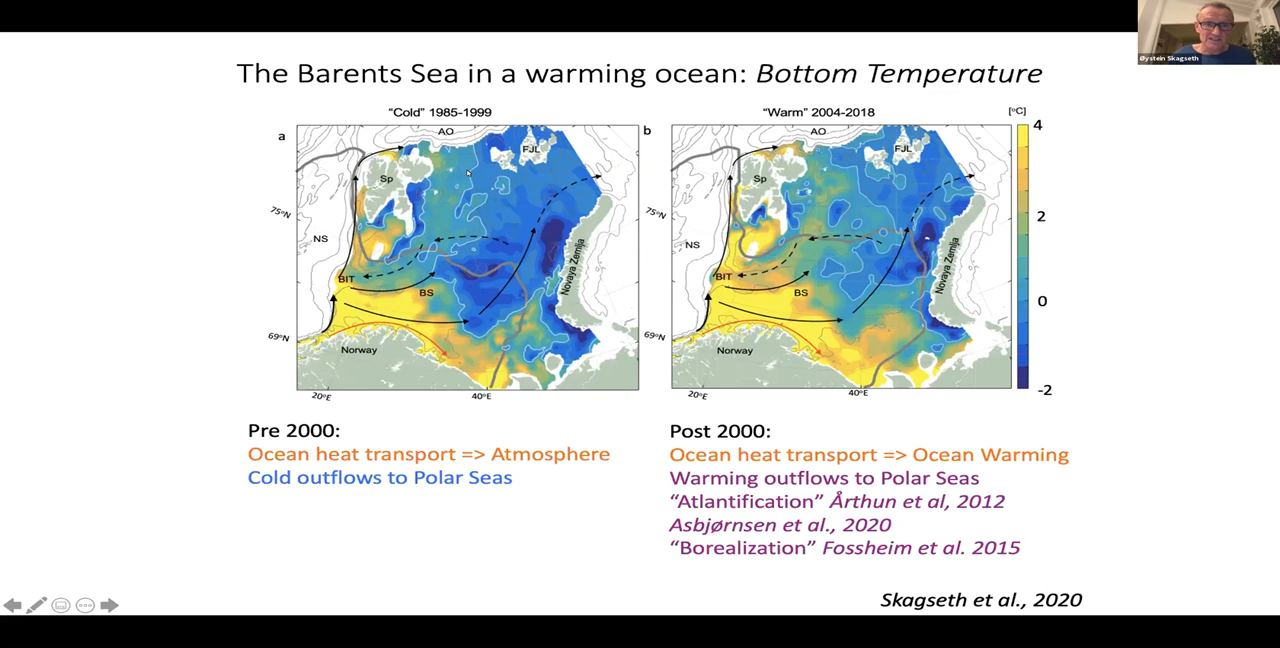 Øystein Skagseth
The Barents Sea in a warming ocean: Bottom Temperature
"Cold" 1985-1999
"Warm" 2004-2018
[°C]
a
AO
FJL
Sp
75°N
NS
BIT
BS
Novaya Zemlja
69°N
Norway
20°E
40°E
b
AO
FJL
Sp
75°N
NS
BIT
BS
Novaya Zemlja
69°N
Norway
20°E
40°E
4
2
0
-2
Pre 2000:
Ocean heat transport => Atmosphere
Cold outflows to Polar Seas
Post 2000:
Ocean heat transport => Ocean Warming
Warming outflows to Polar Seas
“Atlantification” Årthun et al, 2012
Asbjørnsen et al., 2020
“Borealization” Fossheim et al. 2015
Skagseth et al., 2020